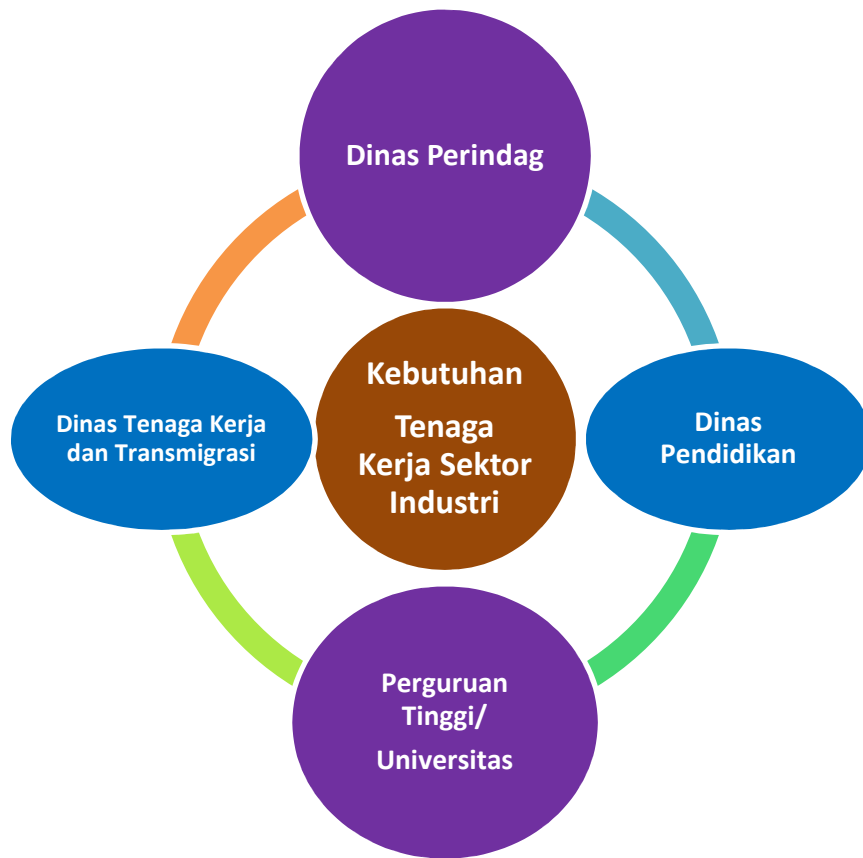 Dinas Perindag
Kebutuhan
Tenaga
Kerja Sektor
Industri
Dinas Tenaga Kerja
dan Transmigrasi
Dinas
Pendidikan
Perguruan
Tinggi/
Universitas